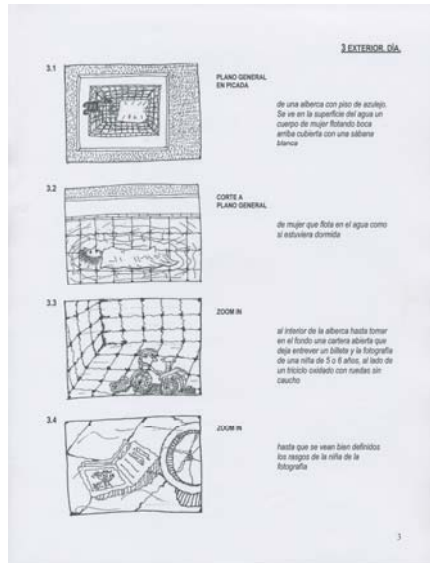 3 EXTERIOR. DÍA.
3.1
PLANO GENERAL
EN PICADA
de una alberca con piso de azulejo.
Se ve en la superficie del agua un
cuerpo de mujer flotando boca
arriba cubierta con una sábana
blanca
3.2
CORTE A
PLANO GENERAL
de mujer que flota en el agua como
si estuviera dormida
3.3
ZOOM IN
al interior de la alberca hasta tomar
en el fondo una cartera abierta que
deja entrever un billete y la fotografía
de una niña de 5 o 6 años, al lado de
un triciclo oxidado con ruedas sin
caucho
3.4
ZOOM IN
hasta que se vean bien definidos
los rasgos de la niña de la
fotografía
3